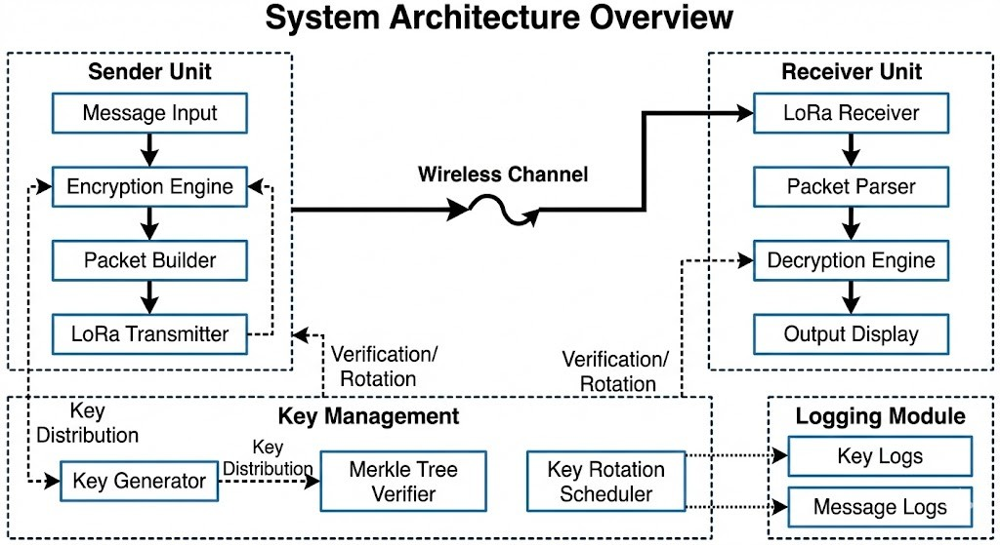 System Architecture Overview
Sender Unit
Message Input
Encryption Engine
Packet Builder
LoRa Transmitter
Wireless Channel
Receiver Unit
LoRa Receiver
Packet Parser
Decryption Engine
Output Display
Verification/
Rotation
Verification/
Rotation
Key
Distribution
Key Management
Key Generator
Key
Distribution
Merkle Tree
Verifier
Key Rotation
Scheduler
Logging Module
Key Logs
Message Logs